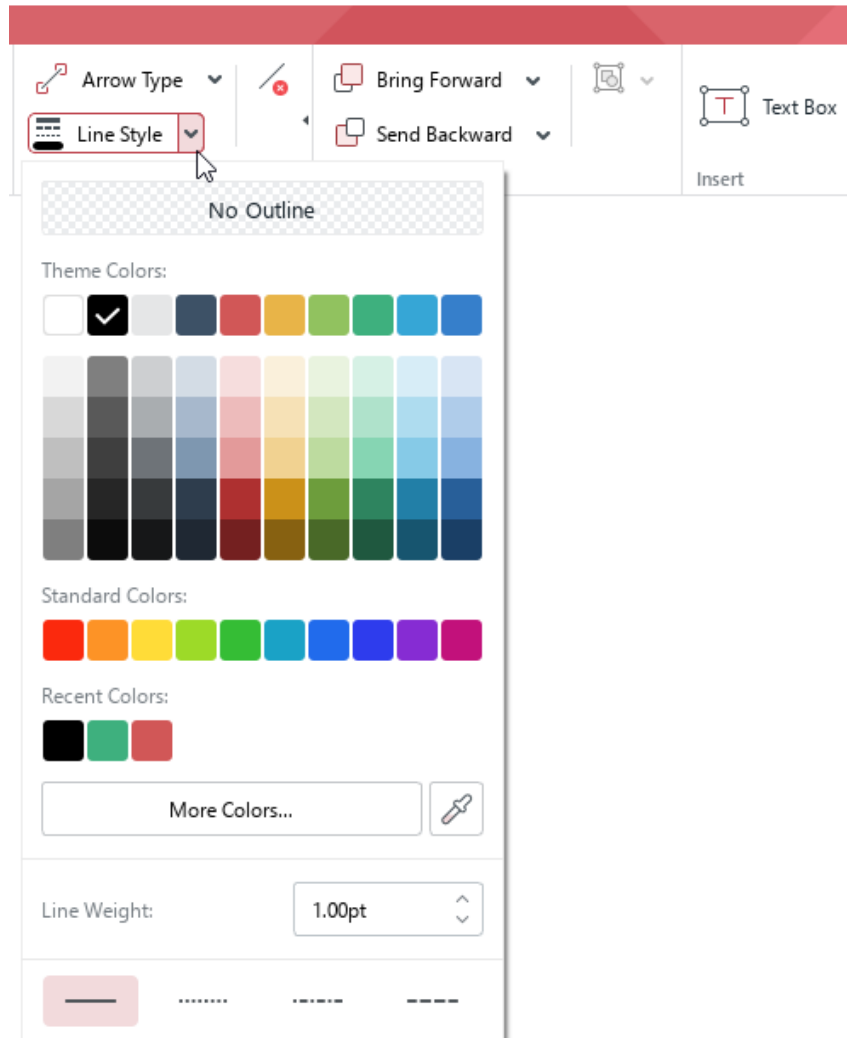 Arrow Type
Bring Forward
Text Box
Line Style
Send Backward
Insert
No Outline
Theme Colors:
Standard Colors:
Recent Colors:
More Colors...
Line Weight:
1.00pt